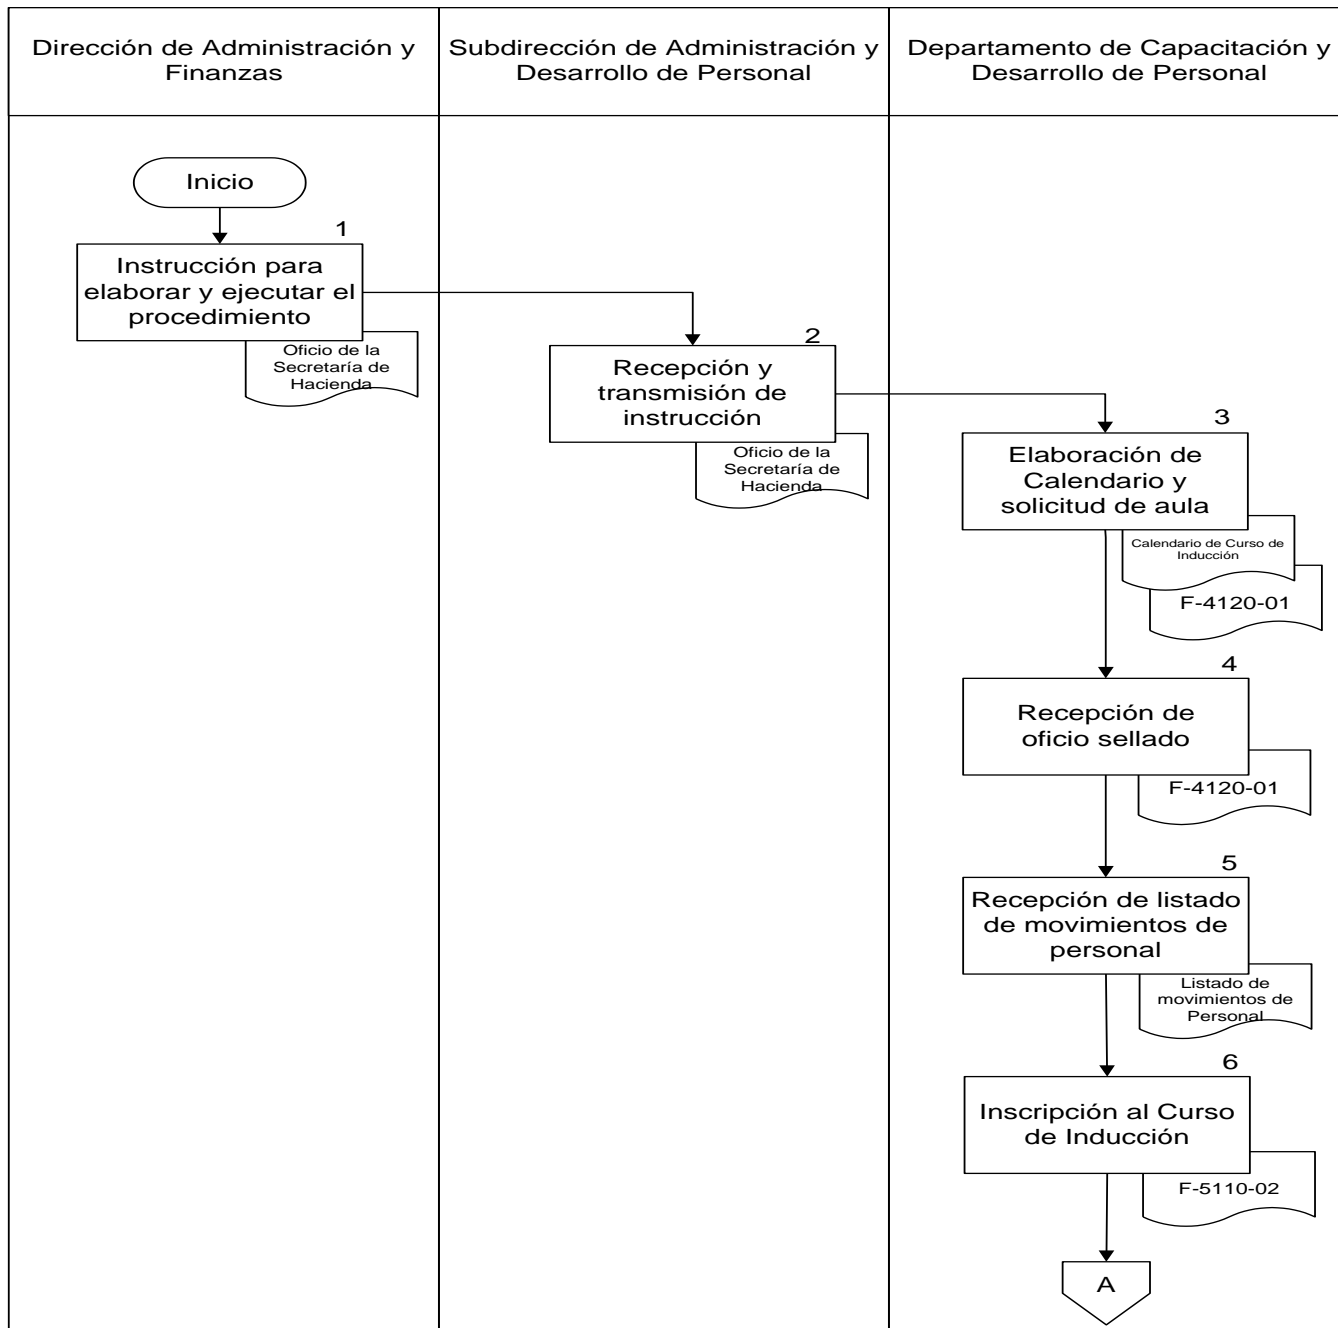 Dirección de Administración y
Finanzas
Subdirección de Administración y
Desarrollo de Personal
Departamento de Capacitación y
Desarrollo de Personal
Inicio
1
Instrucción para
elaborar y ejecutar el
procedimiento
Oficio de la
Secretaría de
Hacienda
2
Recepción y
transmisión de
instrucción
Oficio de la
Secretaría de
Hacienda
3
Elaboración de
Calendario y
solicitud de aula
Calendario de Curso de
Inducción
F-4120-01
4
Recepción de
oficio sellado
F-4120-01
5
Recepción de listado
de movimientos de
personal
Listado de
movimientos de
Personal
6
Inscripción al Curso
de Inducción
F-5110-02
A